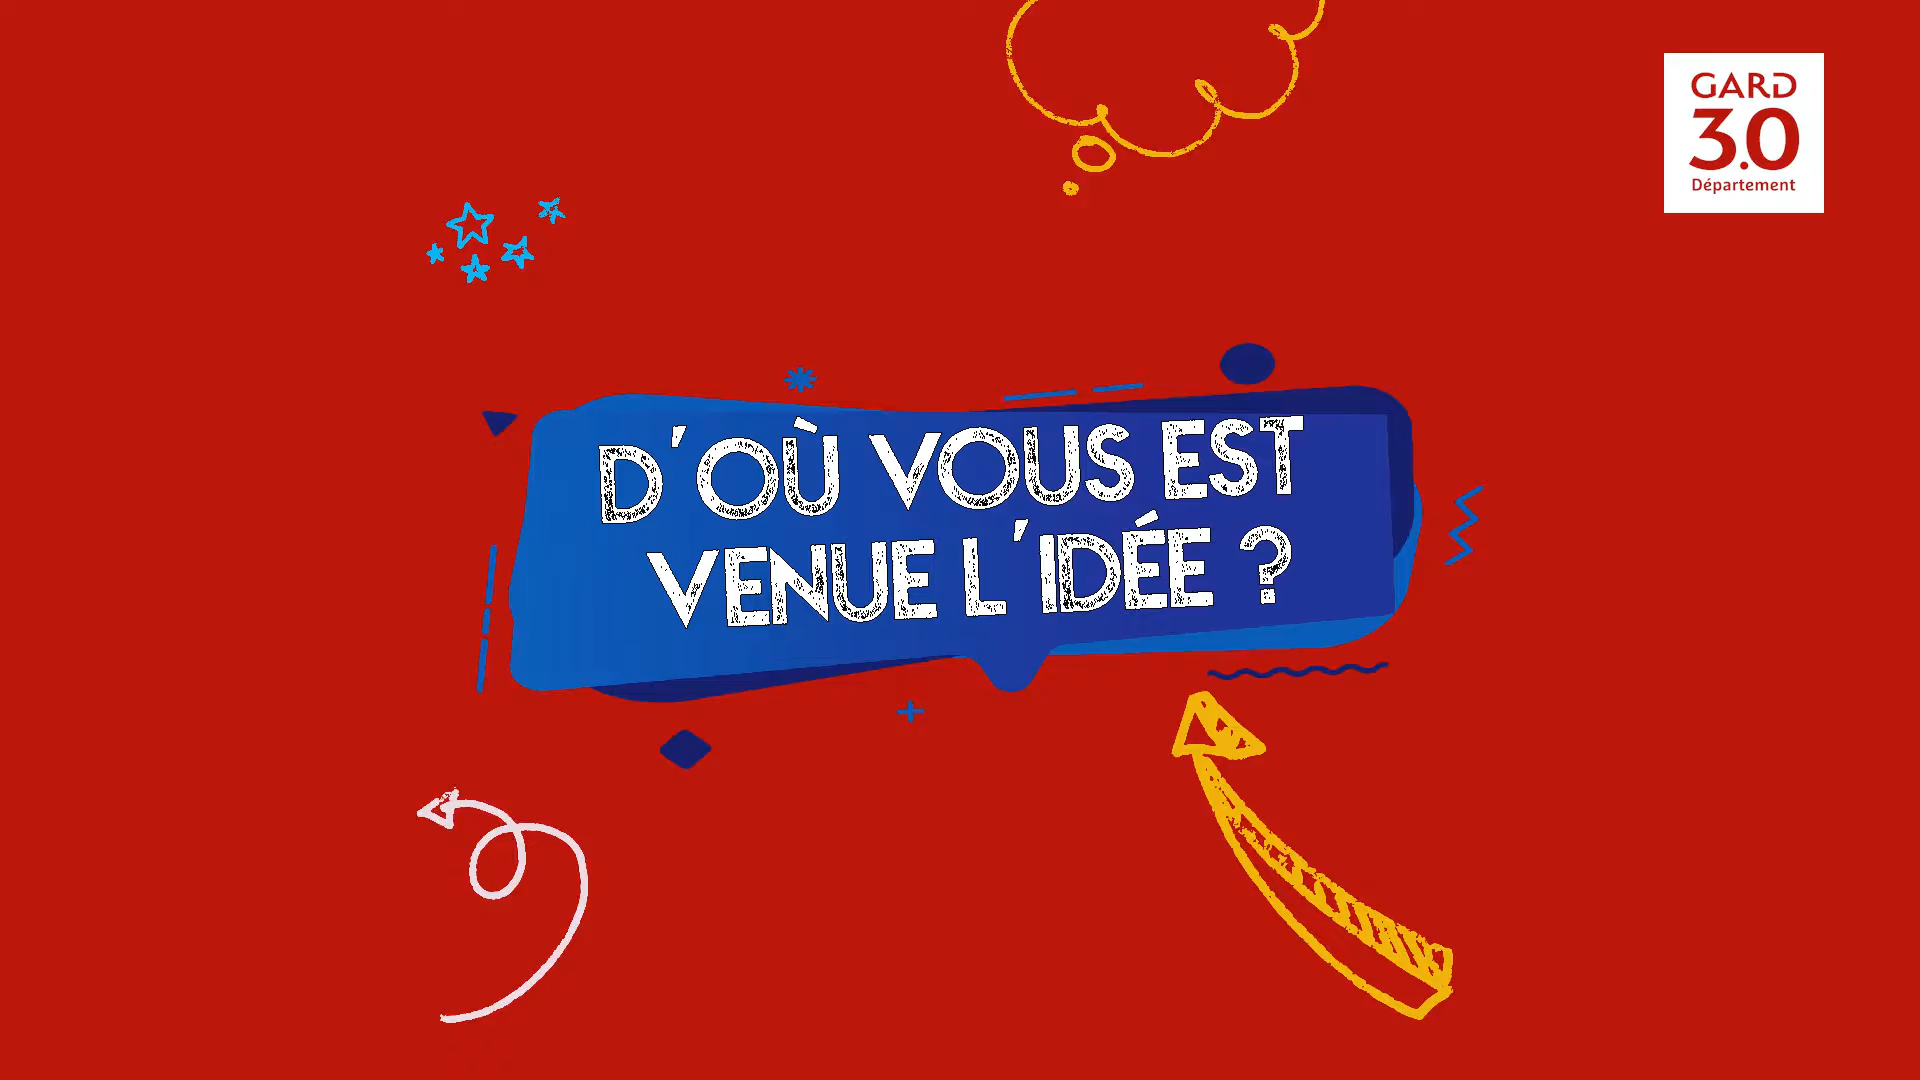 GARD
3.0
Département
D'OÙ VOUS EST
VENUE L'IDÉE ?